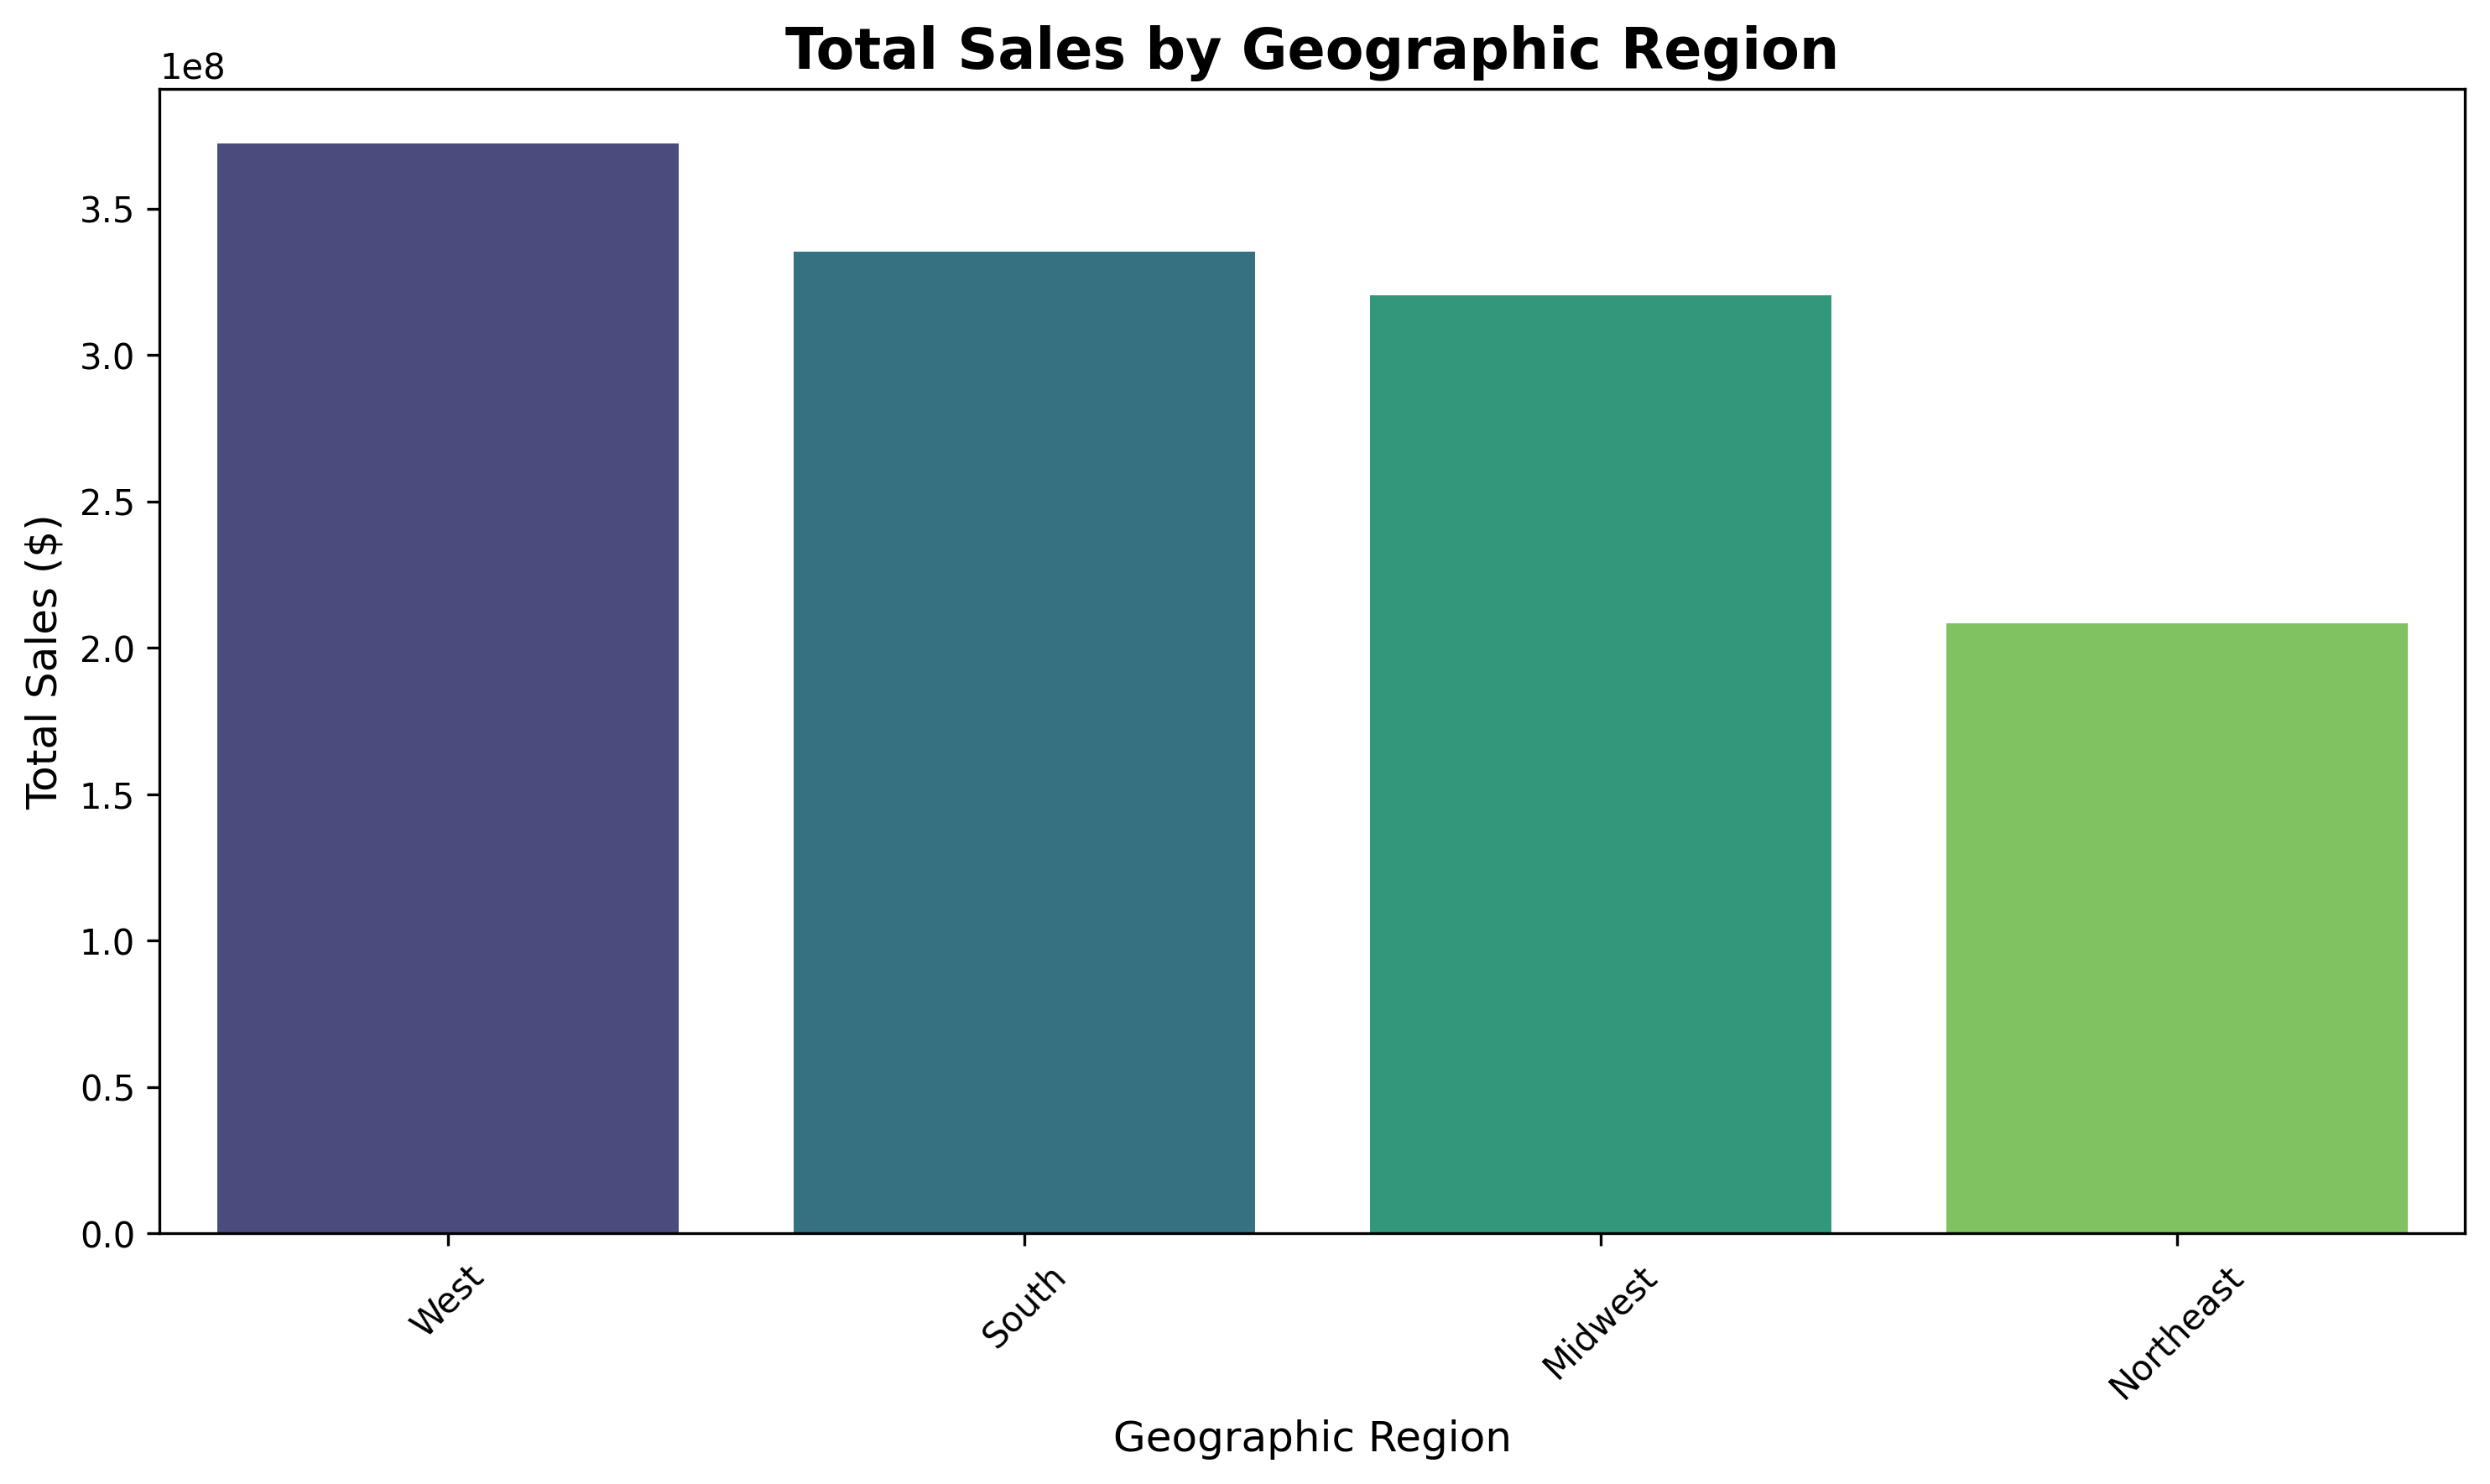 Total Sales by Geographic Region
1e8
Total Sales ($)
3.5
3.0
2.5
2.0
1.5
1.0
0.5
0.0
West
South
Midwest
Northeast
Geographic Region